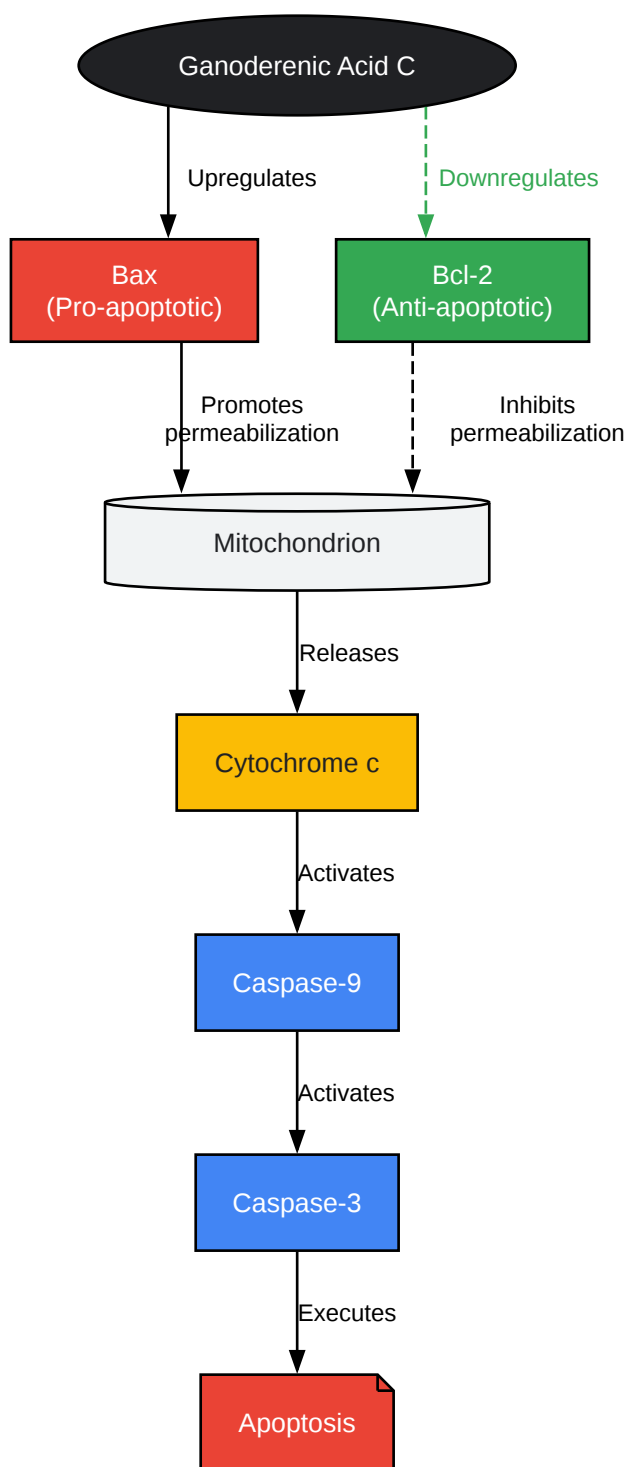 Ganoderenic Acid C
Upregulates
Downregulates
Bax
(Pro-apoptotic)
Bcl-2
(Anti-apoptotic)
Promotes
permeabilization
Inhibits
permeabilization
Mitochondrion
Releases
Cytochrome c
Activates
Caspase-9
Activates
Caspase-3
Executes
Apoptosis